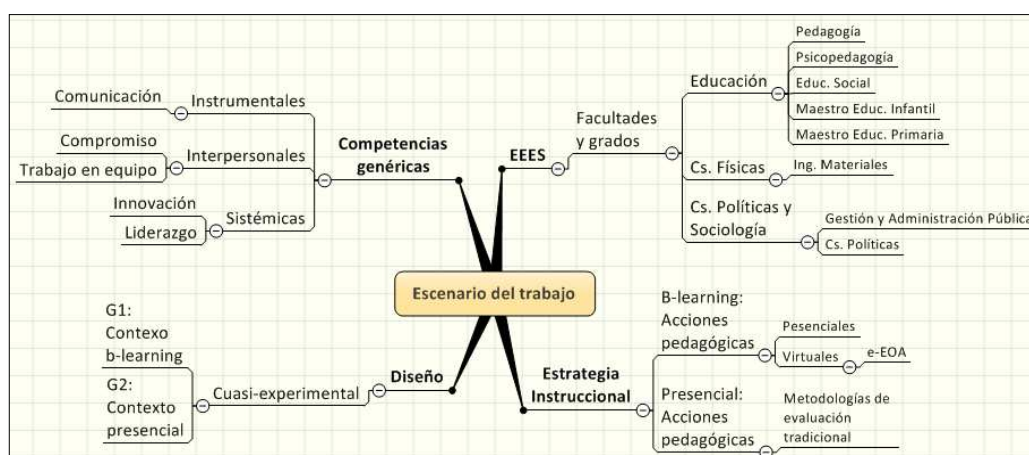 Comunicación
Instrumentales
Compromiso
Trabajo en equipo
Interpersonales
Innovación
Liderazgo
Sistémicas
Competencias
genéricas
EEES
Facultades
y grados
Educación
Pedagogía
Psicopedagogía
Educ. Social
Maestro Educ. Infantil
Maestro Educ. Primaria
Cs. Físicas
Ing. Materiales
Cs. Políticas y
Sociología
Gestión y Administración Pública
Cs. Políticas
Escenario del trabajo
G1:
Contexo
b-learning
G2:
Contexto
presencial
Cuasi-experimental
Diseño
Estrategia
Instruccional
B-learning:
Acciones
pedagógicas
Pesenciales
Virtuales
e-EOA
Presencial:
Acciones
pedagógicas
Metodologías de
evaluación
tradicional